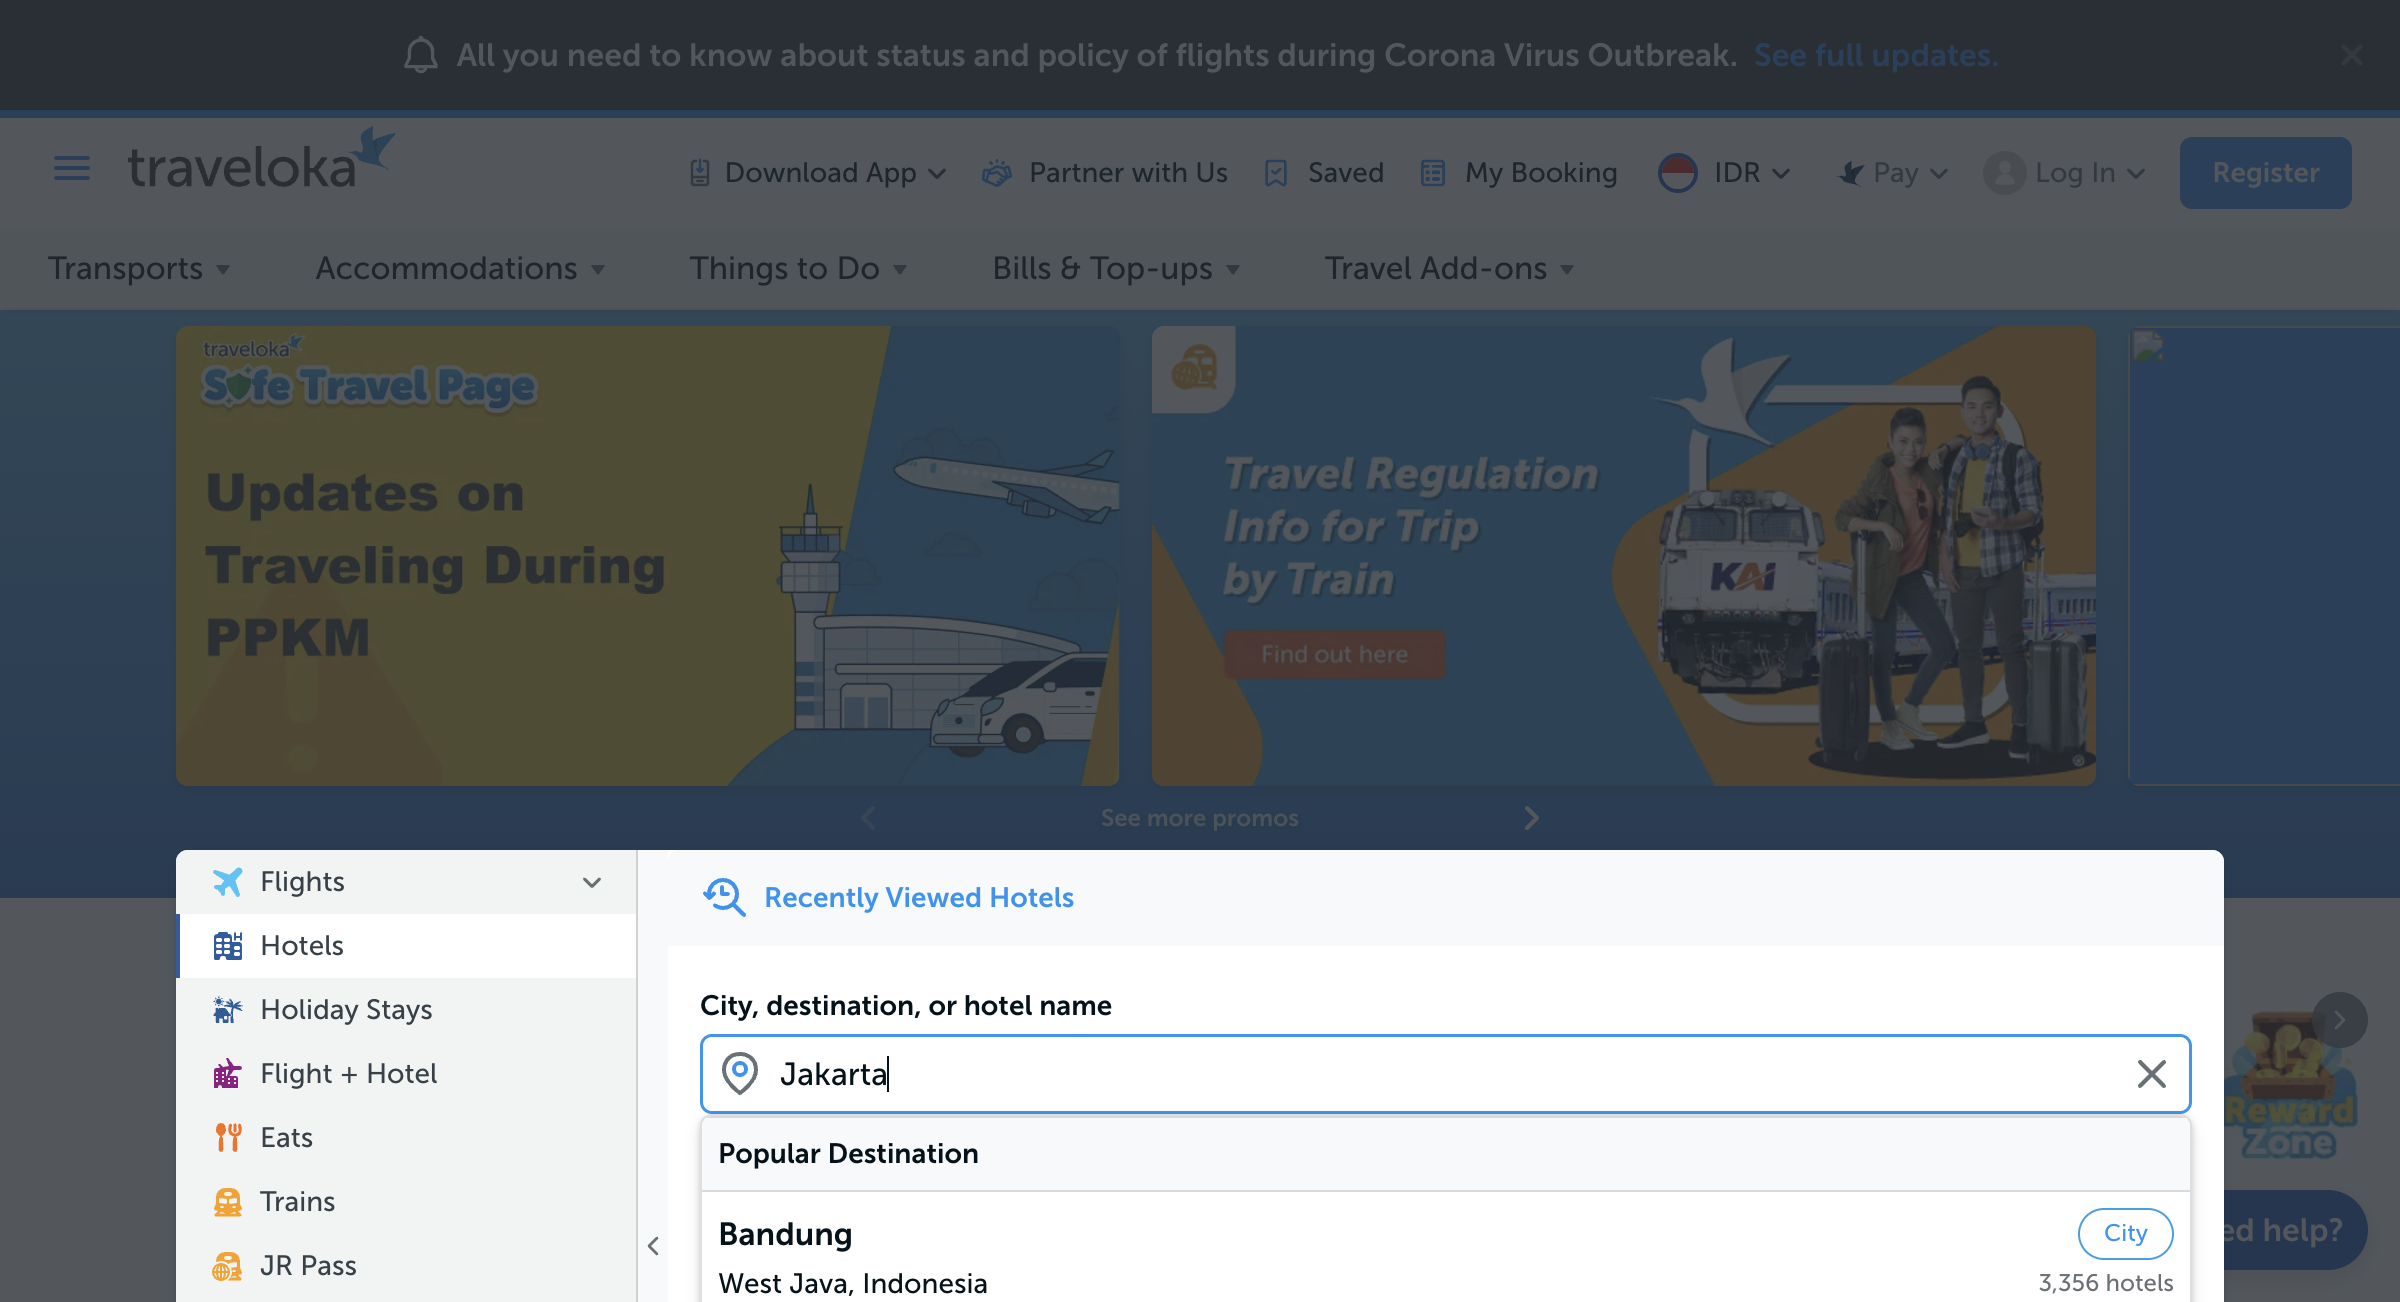 All you need to know about status and policy of flights during Corona Virus Outbreak. See full updates.
traveloka
Download App
Partner with Us
Saved
My Booking
IDR
Pay
Log In
Register
Transports
Accommodations
Things to Do
Bills & Top-ups
Travel Add-ons
traveloka
Safe Travel Page
Updates on
Traveling During
PPKM
Travel Regulation
Info for Trip
by Train
Find out here
KAI
See more promos
Flights
Hotels
Holiday Stays
Flight + Hotel
Eats
Trains
JR Pass
Recently Viewed Hotels
City, destination, or hotel name
Jakarta
Popular Destination
Bandung
City
West Java, Indonesia
3,356 hotels
Reward
Zone
help?